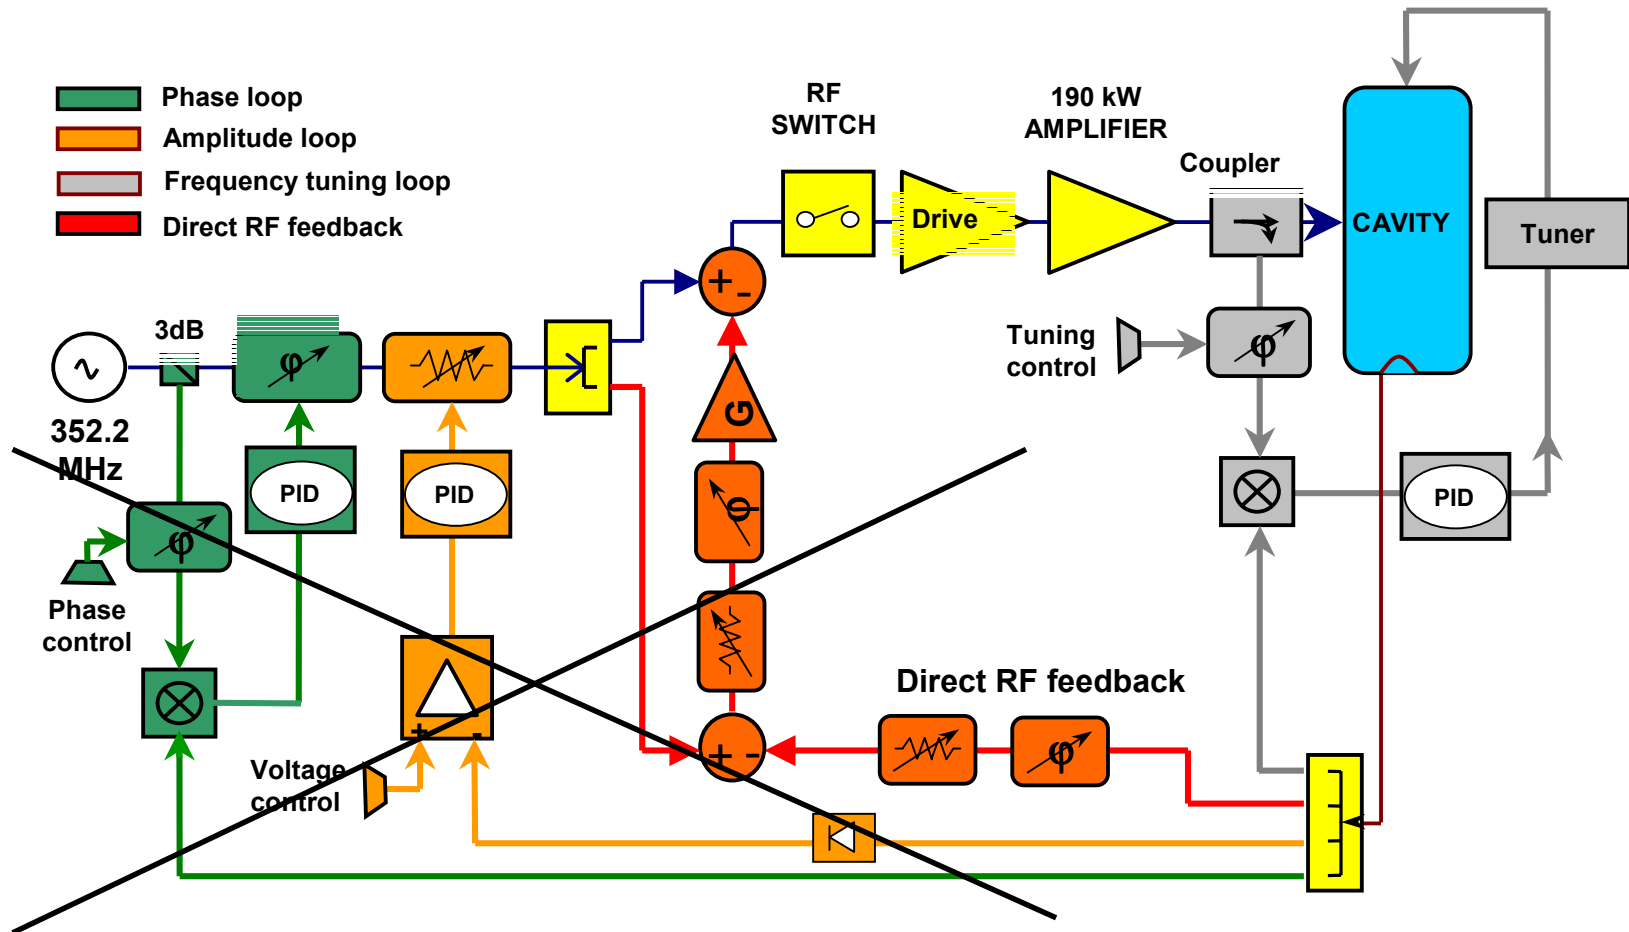 Phase loop
Amplitude loop
Frequency tuning loop
Direct RF feedback
RF
SWITCH
190 kW
AMPLIFIER
Coupler
Drive
CAVITY
Tuner
3dB
φ
Tuning
control
φ
+ -
G
352.2
MHz
PID
PID
φ
PID
φ
Phase
control
Direct RF feedback
+ -
φ
+ -
Voltage
control